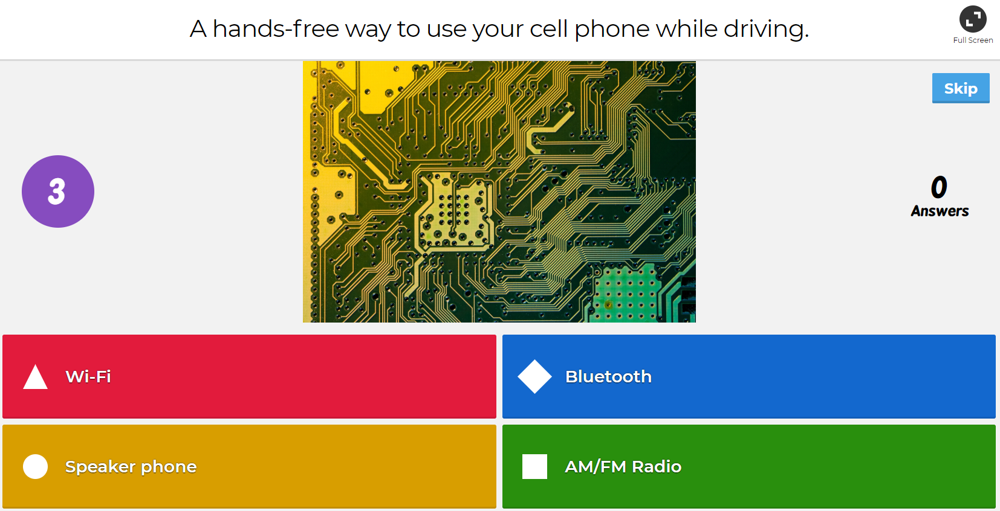 A hands-free way to use your cell phone while driving.
Full Screen
Skip
3
0
Answers
Wi-Fi
Bluetooth
Speaker phone
AM/FM Radio